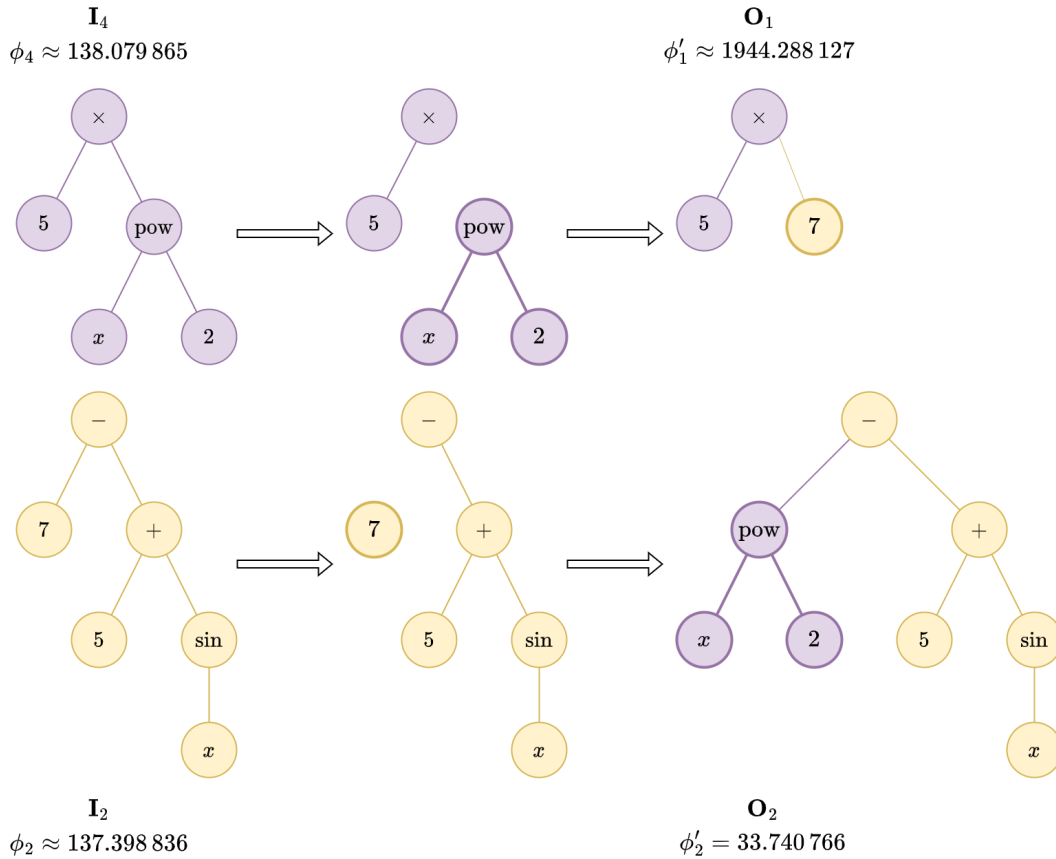 I₄ O₁
ϕ₄ ≈ 138.079 865 ϕ′₁ ≈ 1944.288 127
× × ×
5 pow 5 pow 5 7
x 2 x 2
− − −
7 + 7 + pow +
5 sin 5 sin x 2 5 sin
x x x
I₂ O₂
ϕ₂ ≈ 137.398 836 ϕ′₂ = 33.740 766